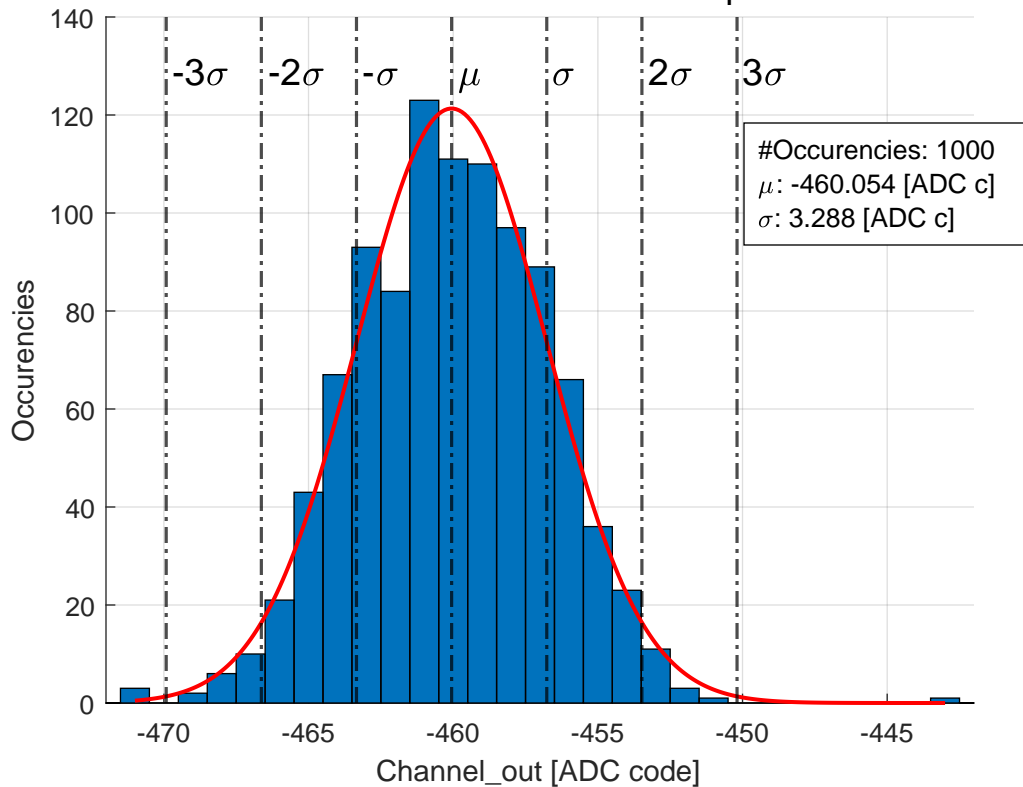 140
120
100
80
60
40
20
0
-3σ -2σ -σ μ σ 2σ 3σ
#Occurencies: 1000
μ: -460.054 [ADC c]
σ: 3.288 [ADC c]
Occurencies
-470 -465 -460 -455 -450 -445
Channel_out [ADC code]